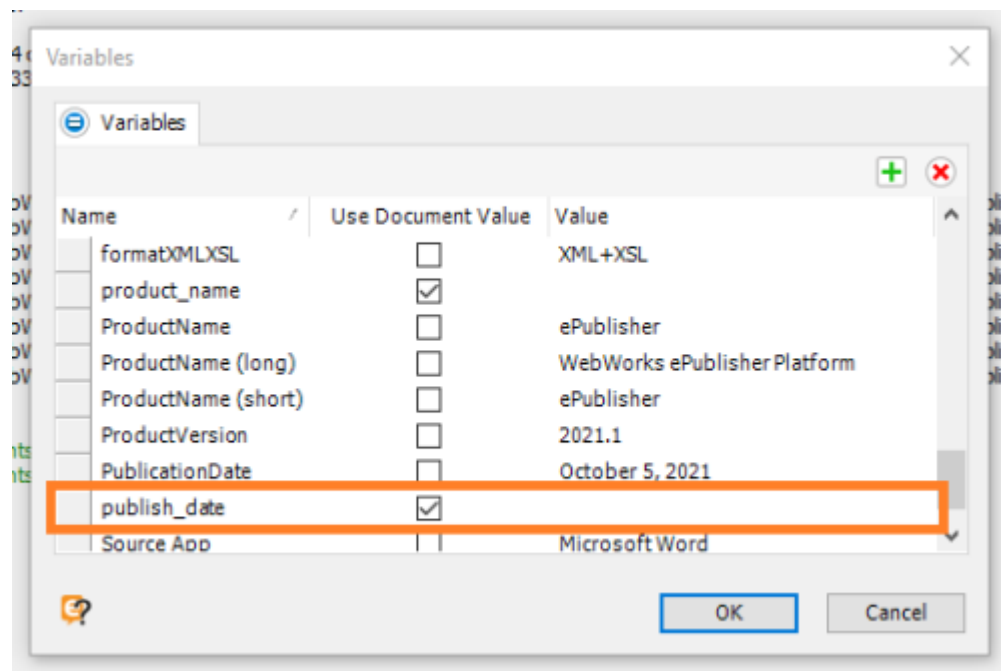 Variables
Variables
Name Use Document Value Value
formatXMLXSL XML+XSL
product_name
ProductName ePublisher
ProductName (long) WebWorks ePublisher Platform
ProductName (short) ePublisher
ProductVersion 2021.1
PublicationDate October 5, 2021
publish_date
Source App Microsoft Word
OK Cancel